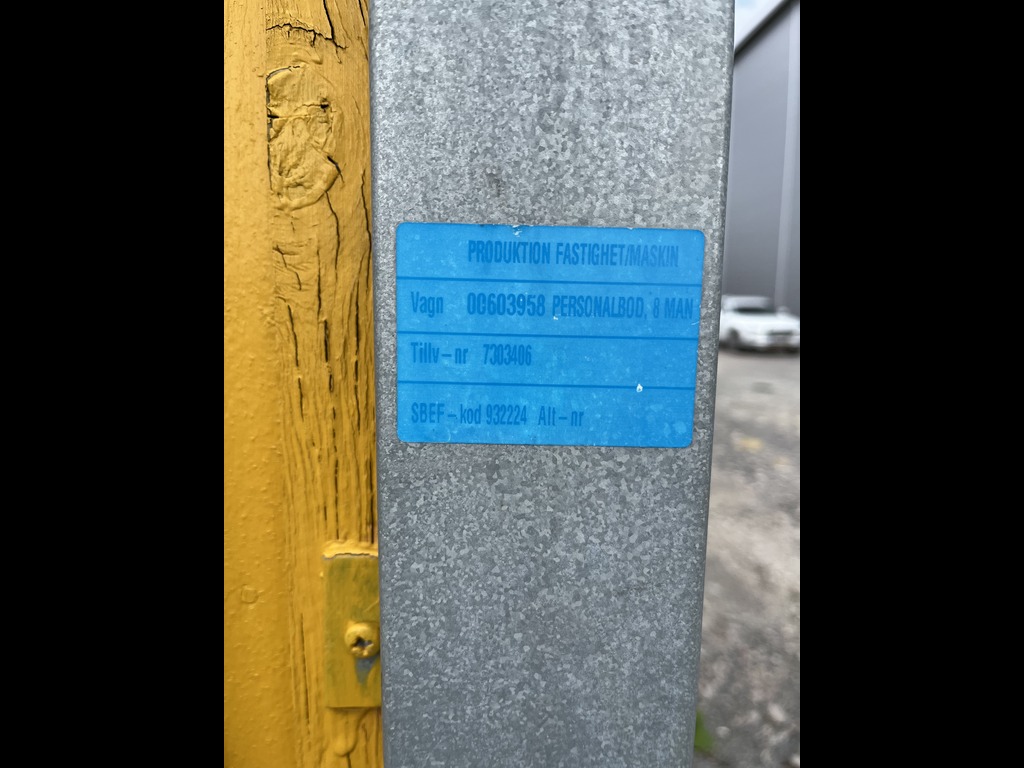 PRODUKTION FASTIGHET/MASKIN
Vagn 00603958 PERSONALBOD, 8 MAN
Tillv-nr 7303406
SBEF-kod 932224 Alt-nr